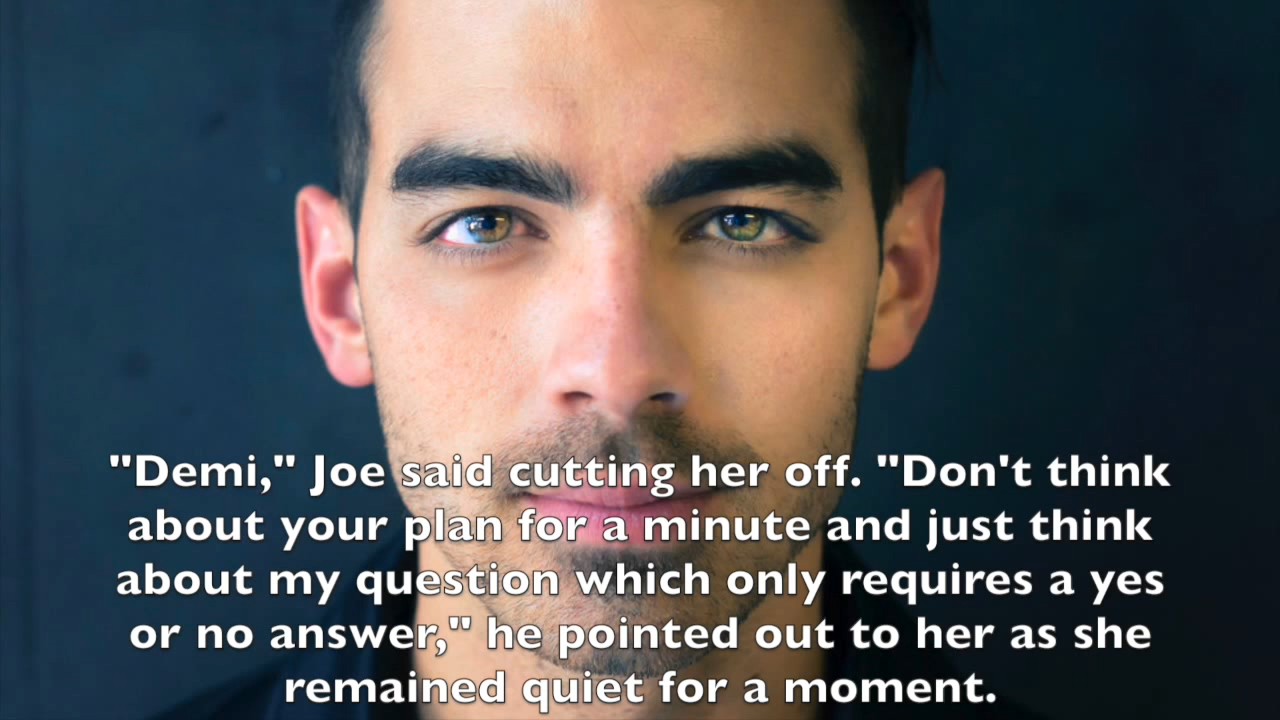 "Demi," Joe said cutting her off. "Don't think
about your plan for a minute and just think
about my question which only requires a yes
or no answer," he pointed out to her as she
remained quiet for a moment.